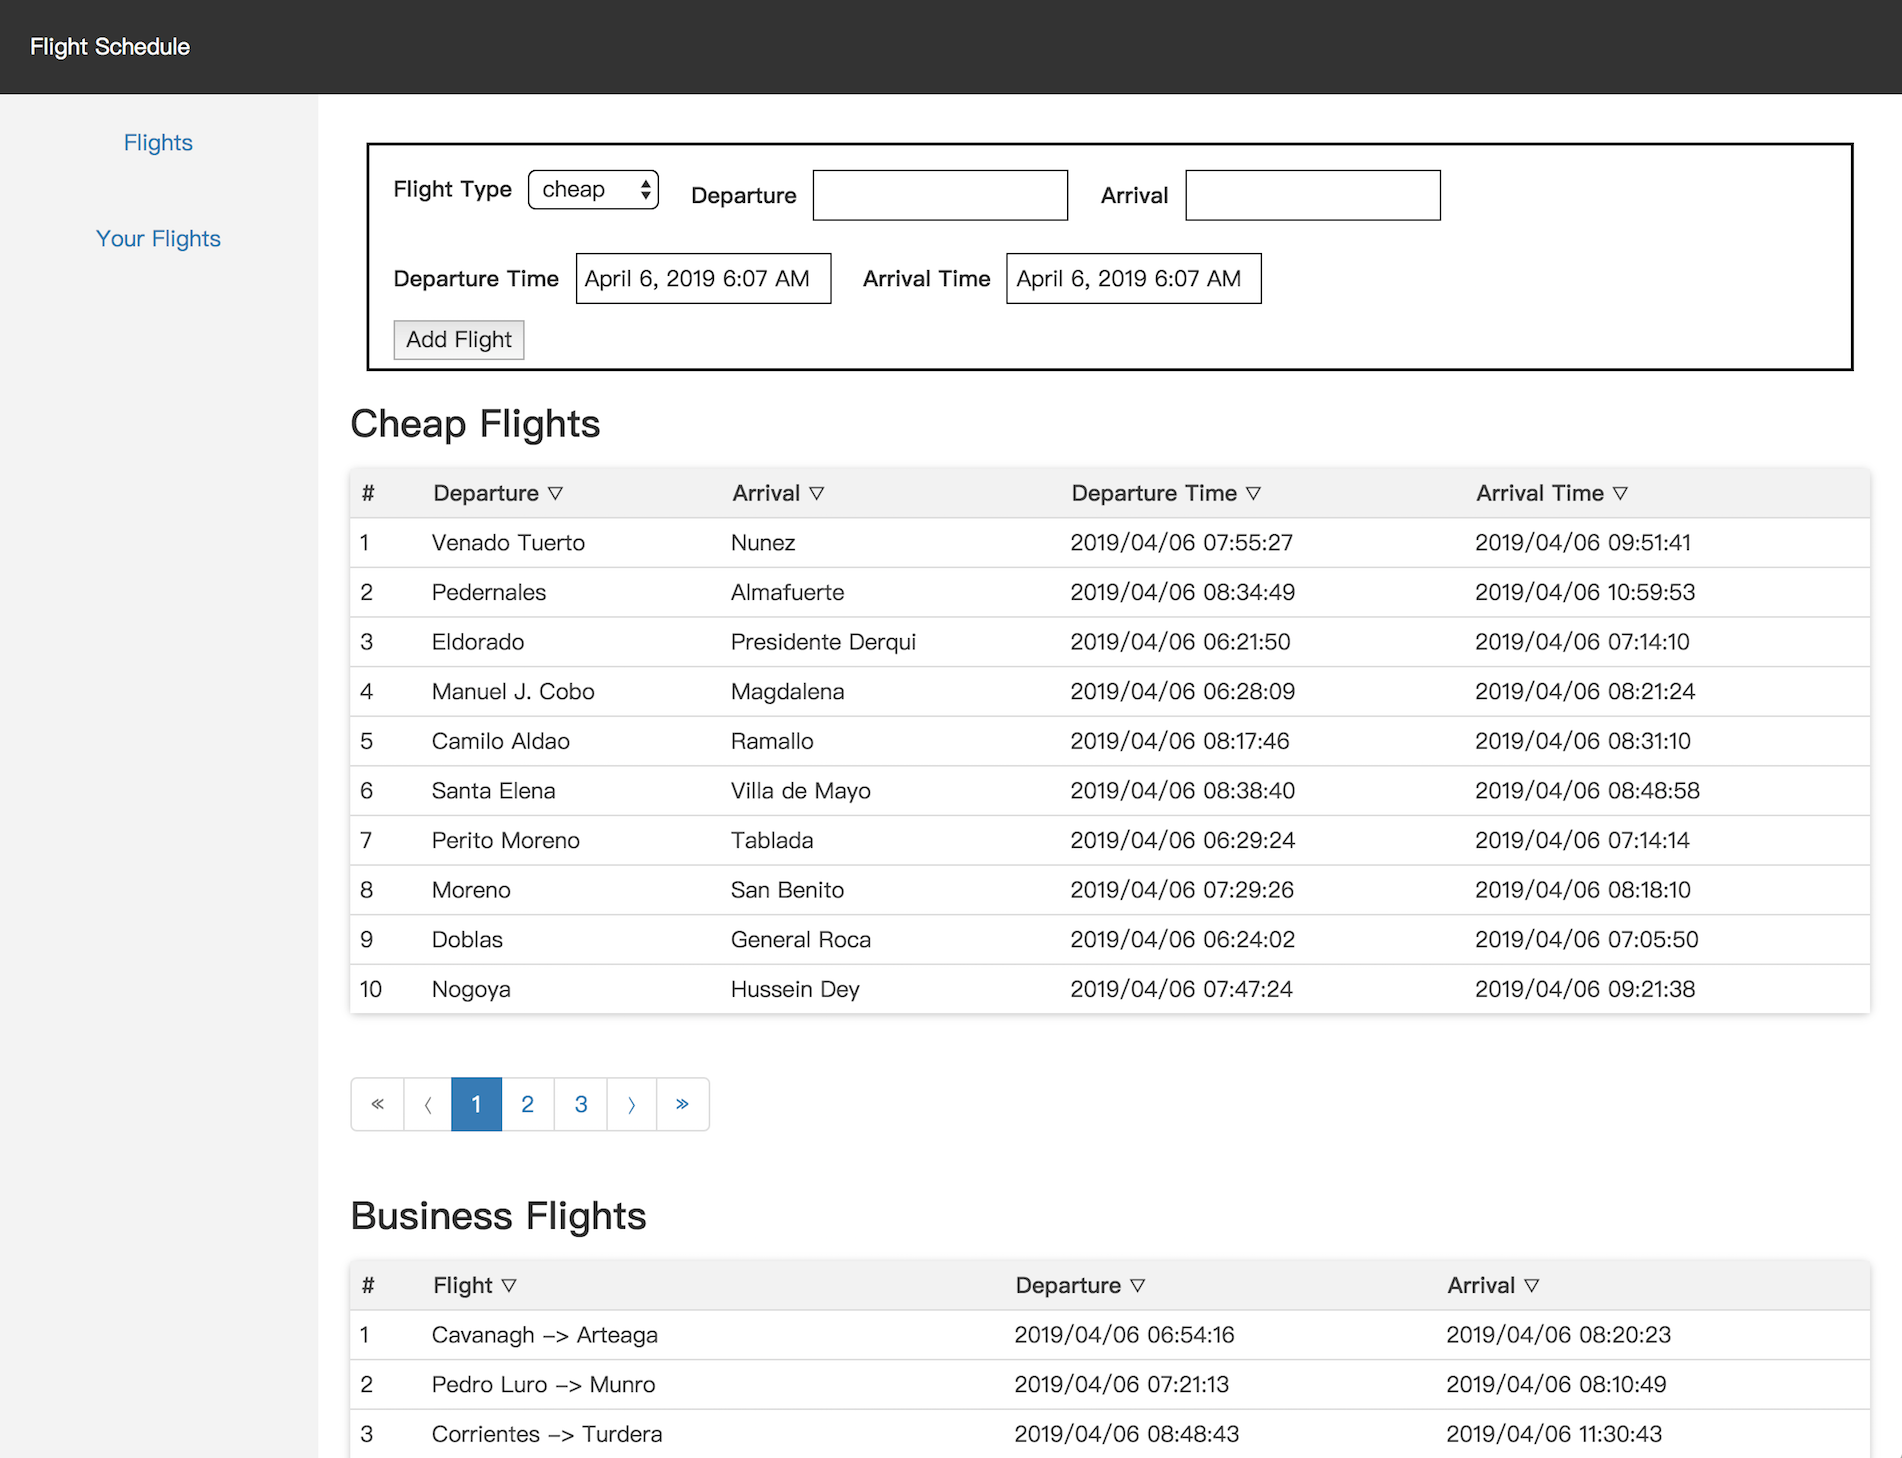 Flight Schedule
Flights
Your Flights
Flight Type cheap Departure Arrival
Departure Time April 6, 2019 6:07 AM Arrival Time April 6, 2019 6:07 AM
Add Flight
Cheap Flights
# Departure ▽ Arrival ▽ Departure Time ▽ Arrival Time ▽
1 Venado Tuerto Nunez 2019/04/06 07:55:27 2019/04/06 09:51:41
2 Pedernales Almafuerte 2019/04/06 08:34:49 2019/04/06 10:59:53
3 Eldorado Presidente Derqui 2019/04/06 06:21:50 2019/04/06 07:14:10
4 Manuel J. Cobo Magdalena 2019/04/06 06:28:09 2019/04/06 08:21:24
5 Camilo Aldao Ramallo 2019/04/06 08:17:46 2019/04/06 08:31:10
6 Santa Elena Villa de Mayo 2019/04/06 08:38:40 2019/04/06 08:48:58
7 Perito Moreno Tablada 2019/04/06 06:29:24 2019/04/06 07:14:14
8 Moreno San Benito 2019/04/06 07:29:26 2019/04/06 08:18:10
9 Doblas General Roca 2019/04/06 06:24:02 2019/04/06 07:05:50
10 Nogoya Hussein Dey 2019/04/06 07:47:24 2019/04/06 09:21:38
« ‹ 1 2 3 › »
Business Flights
# Flight ▽ Departure ▽ Arrival ▽
1 Cavanagh –> Arteaga 2019/04/06 06:54:16 2019/04/06 08:20:23
2 Pedro Luro –> Munro 2019/04/06 07:21:13 2019/04/06 08:10:49
3 Corrientes –> Turdera 2019/04/06 08:48:43 2019/04/06 11:30:43